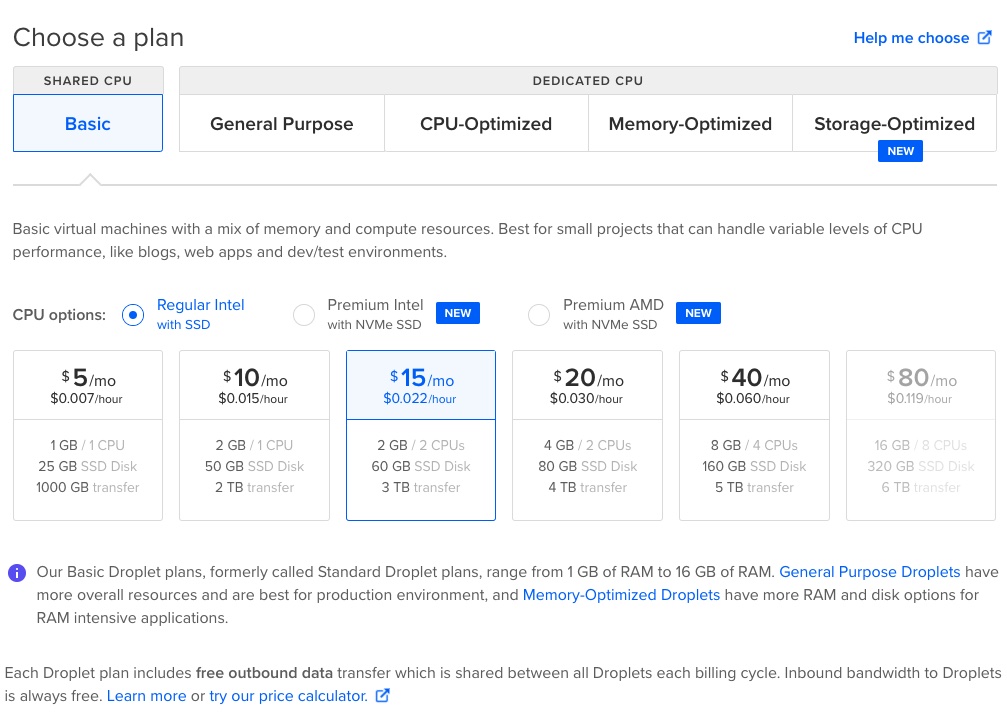 Choose a plan
Help me choose
SHARED CPU
DEDICATED CPU
Basic
General Purpose
CPU-Optimized
Memory-Optimized
Storage-Optimized
NEW
Basic virtual machines with a mix of memory and compute resources. Best for small projects that can handle variable levels of CPU
performance, like blogs, web apps and dev/test environments.
CPU options:
Regular Intel
with SSD
Premium Intel
with NVMe SSD
NEW
Premium AMD
with NVMe SSD
NEW
$5/mo
$0.007/hour
1 GB / 1 CPU
25 GB SSD Disk
1000 GB transfer
$10/mo
$0.015/hour
2 GB / 1 CPU
50 GB SSD Disk
2 TB transfer
$15/mo
$0.022/hour
2 GB / 2 CPUs
60 GB SSD Disk
3 TB transfer
$20/mo
$0.030/hour
4 GB / 2 CPUs
80 GB SSD Disk
4 TB transfer
$40/mo
$0.060/hour
8 GB / 4 CPUs
160 GB SSD Disk
5 TB transfer
$80/mo
$0.119/hour
16 GB / 8 CPUs
320 GB SSD Disk
6 TB transfer
Our Basic Droplet plans, formerly called Standard Droplet plans, range from 1 GB of RAM to 16 GB of RAM. General Purpose Droplets have
more overall resources and are best for production environment, and Memory-Optimized Droplets have more RAM and disk options for
RAM intensive applications.
Each Droplet plan includes free outbound data transfer which is shared between all Droplets each billing cycle. Inbound bandwidth to Droplets
is always free. Learn more or try our price calculator.